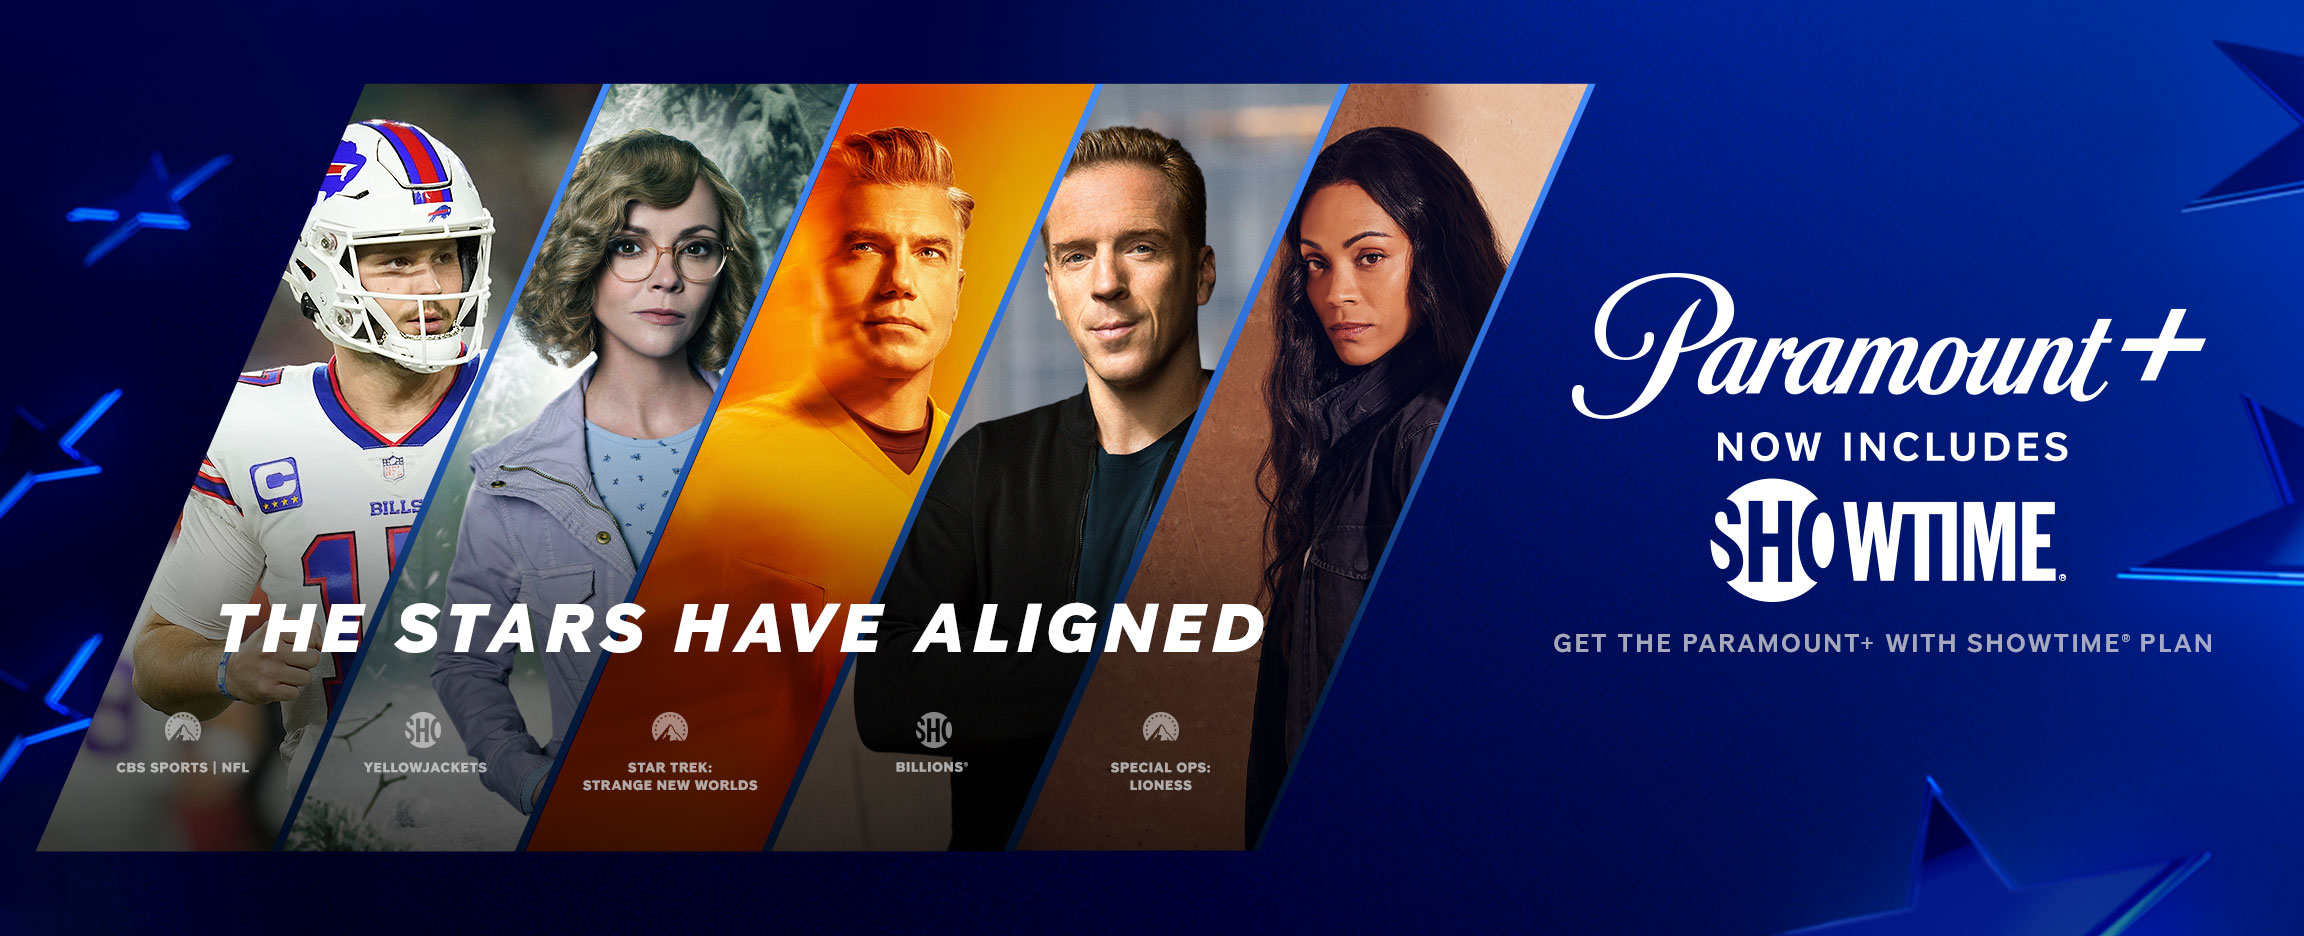 C
NFL
BILLS
THE STARS HAVE ALIGNED
CBS SPORTS | NFL
SHO
YELLOWJACKETS
STAR TREK:
STRANGE NEW WORLDS
SHO
BILLIONS®
SPECIAL OPS:
LIONESS
Paramount+
NOW INCLUDES
SHOWTIME®
GET THE PARAMOUNT+ WITH SHOWTIME® PLAN